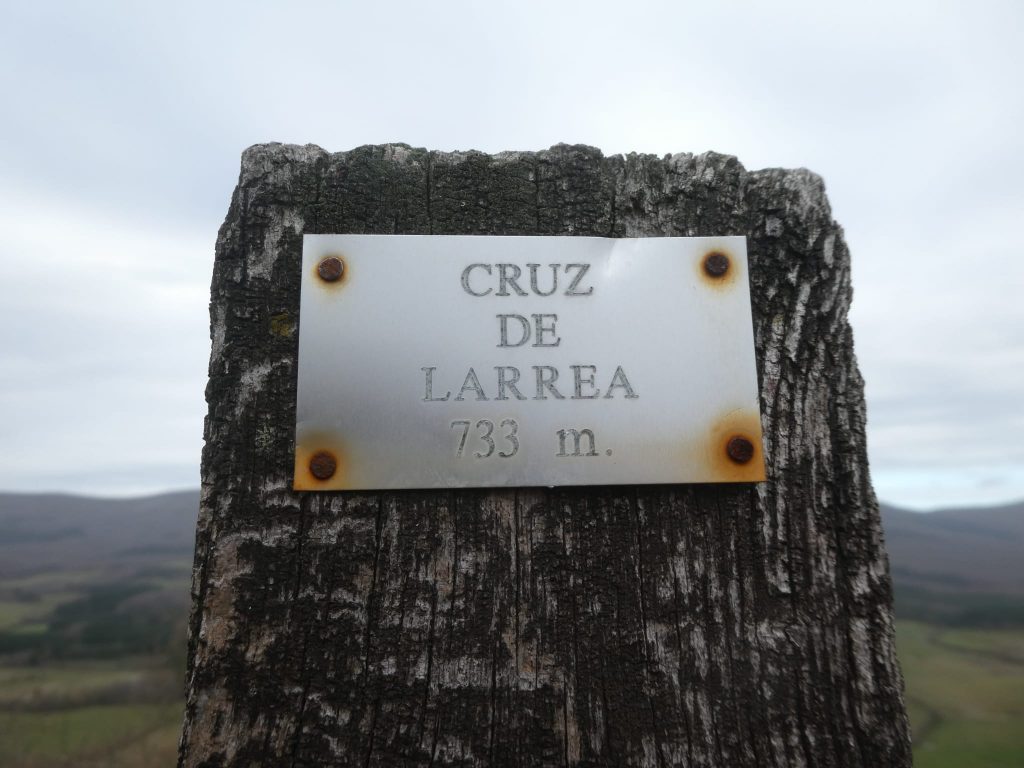 CRUZ
DE
LARREA
733 m.